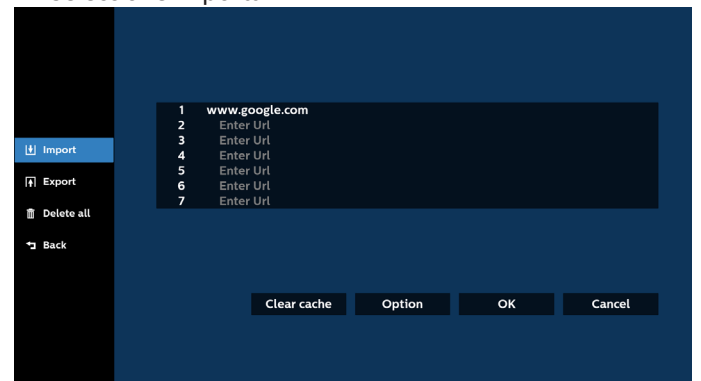 1 www.google.com
2 Enter Url
3 Enter Url
4 Enter Url
5 Enter Url
6 Enter Url
7 Enter Url
Import
Export
Delete all
Back
Clear cache Option OK Cancel